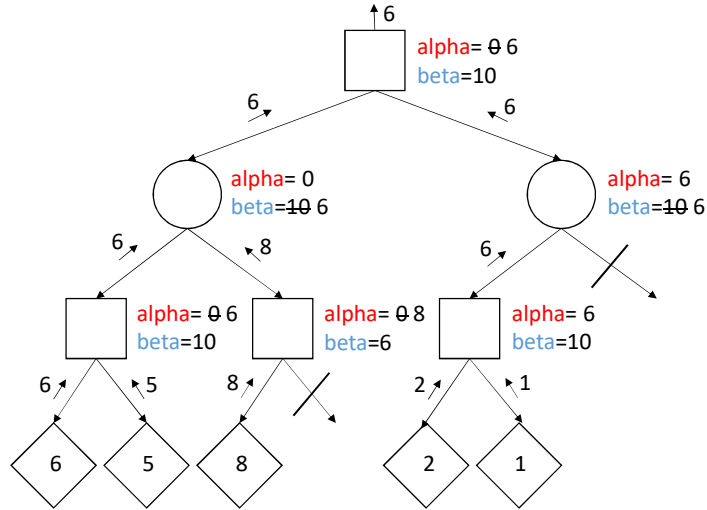 6
alpha= ~~0~~ 6
beta=10
6
6
alpha= 0
beta=~~10~~ 6
alpha= 6
beta=~~10~~ 6
6
8
6
alpha= ~~0~~ 6
beta=10
alpha= ~~0~~ 8
beta=6
alpha= 6
beta=10
6
5
8
2
1
6
5
8
2
1